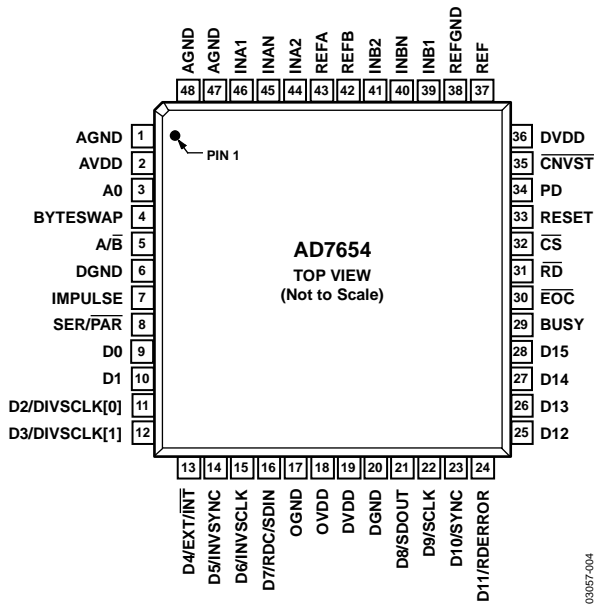 AGND
AGND
INA1
INAN
INA2
REFA
REFB
INB2
INBN
INB1
REFGND
REF
48 47 46 45 44 43 42 41 40 39 38 37
AGND 1
AVDD 2
A0 3
BYTESWAP 4
A/B̅ 5
DGND 6
IMPULSE 7
SER/P̅A̅R̅ 8
D0 9
D1 10
D2/DIVSCLK[0] 11
D3/DIVSCLK[1] 12
PIN 1
AD7654
TOP VIEW
(Not to Scale)
36 DVDD
35 C̅N̅V̅S̅T̅
34 PD
33 RESET
32 C̅S̅
31 R̅D̅
30 E̅O̅C̅
29 BUSY
28 D15
27 D14
26 D13
25 D12
13 14 15 16 17 18 19 20 21 22 23 24
D4/EXT/I̅N̅T̅
D5/INVSYNC
D6/INVSCLK
D7/RDC/SDIN
OGND
OVDD
DVDD
DGND
D8/SDOUT
D9/SCLK
D10/SYNC
D11/RDERROR
03057-004